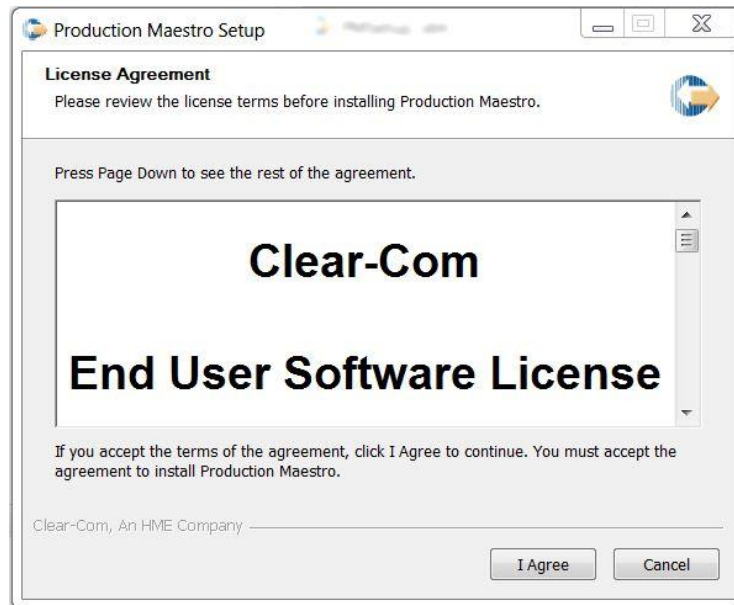 Production Maestro Setup
License Agreement
Please review the license terms before installing Production Maestro.
Press Page Down to see the rest of the agreement.
Clear-Com
End User Software License
If you accept the terms of the agreement, click I Agree to continue. You must accept the
agreement to install Production Maestro.
Clear-Com, An HME Company
I Agree Cancel